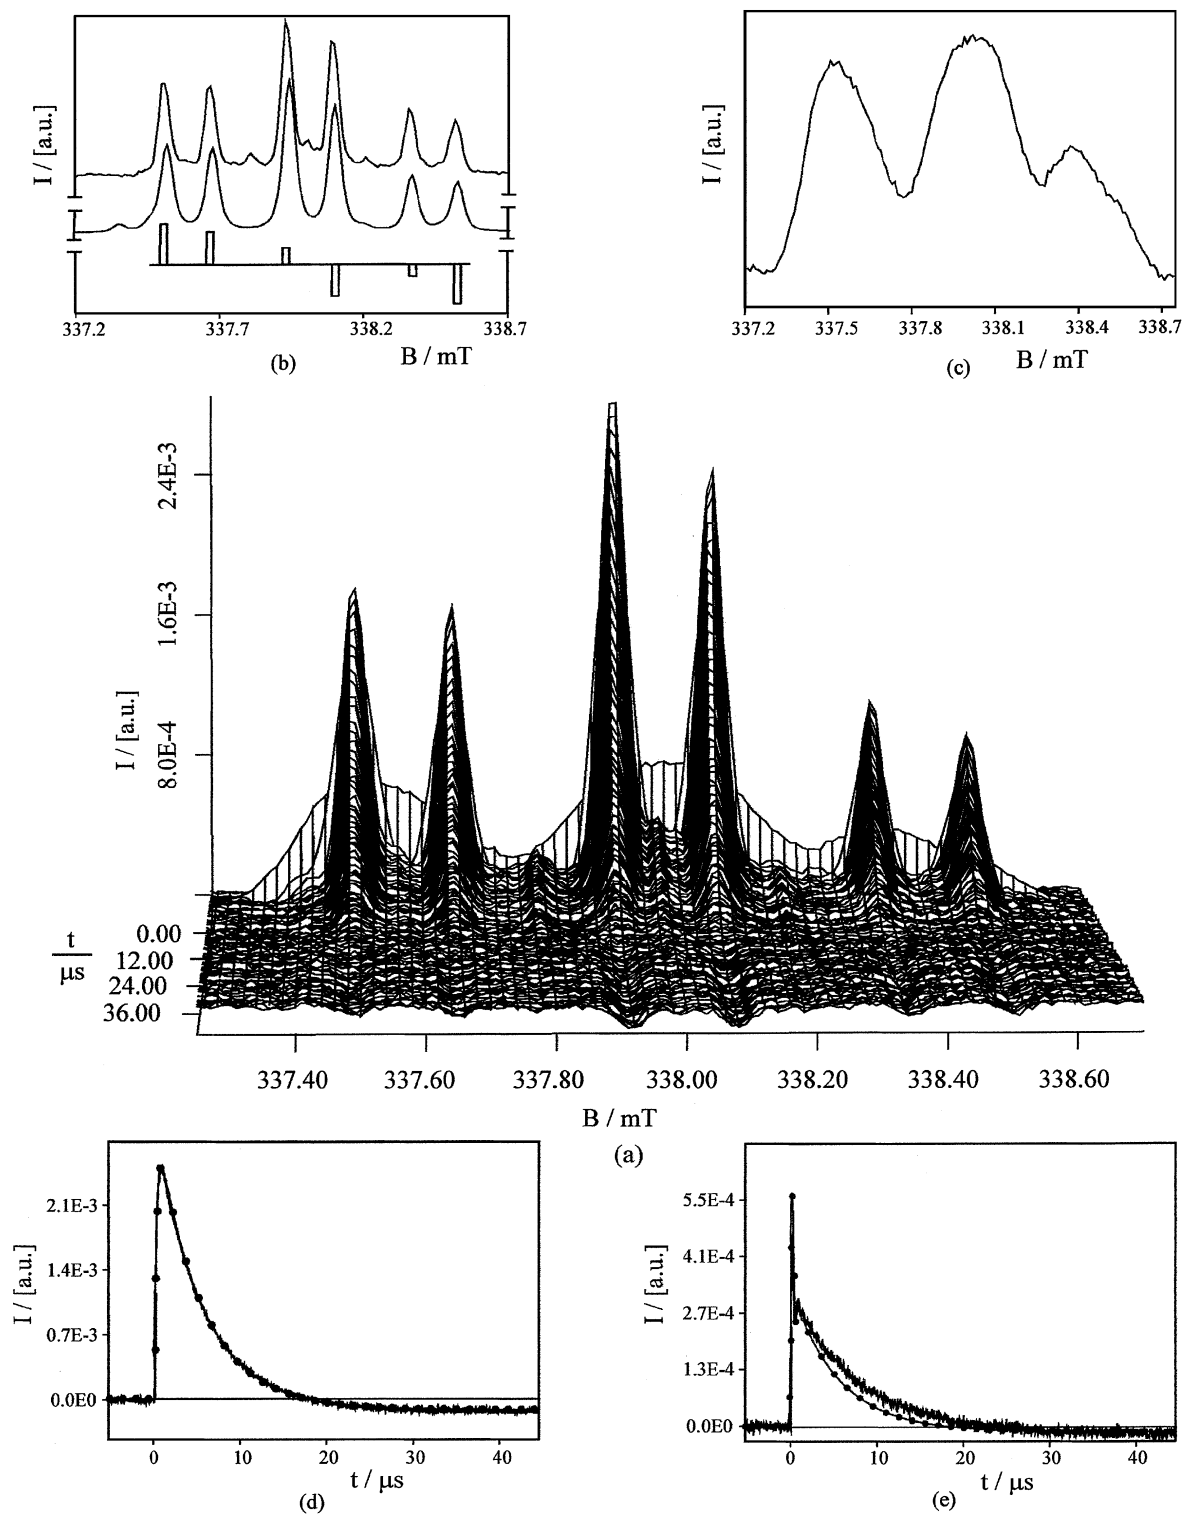 I / [a.u.]
337.2 337.7 338.2 338.7
B / mT
(b)
I / [a.u.]
337.2 337.5 337.8 338.1 338.4 338.7
B / mT
(c)
2.4E-3
1.6E-3
8.0E-4
I / [a.u.]
t
μs
0.00
12.00
24.00
36.00
337.40 337.60 337.80 338.00 338.20 338.40 338.60
B / mT
(a)
2.1E-3
1.4E-3
0.7E-3
0.0E0
I / [a.u.]
0 10 20 30 40
t / μs
(d)
5.5E-4
4.1E-4
2.7E-4
1.3E-4
0.0E0
I / [a.u.]
0 10 20 30 40
t / μs
(e)